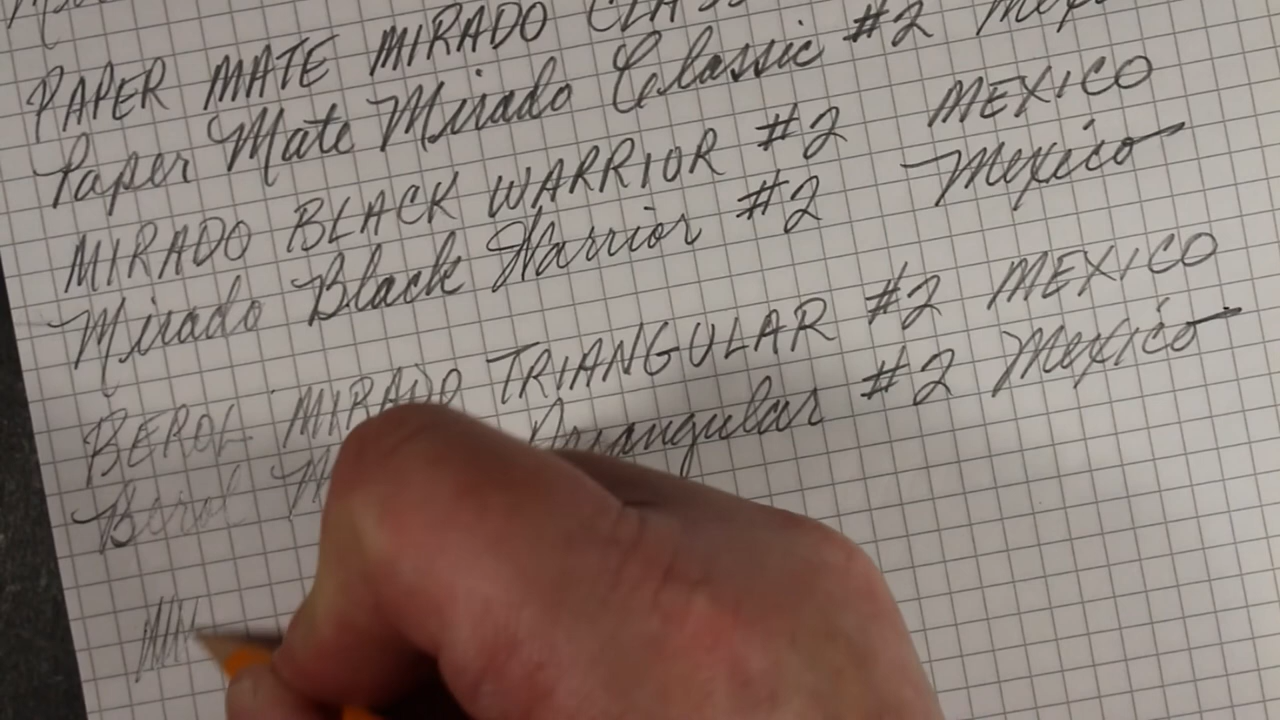 PAPER MATE MIRADO
Paper Mate Mirado Classic #2
MIRADO BLACK WARRIOR #2 MEXICO
Mirado Black Warrior #2 Mexico
BEROL MIRADO TRIANGULAR #2 MEXICO
Berol Triangular #2 Mexico